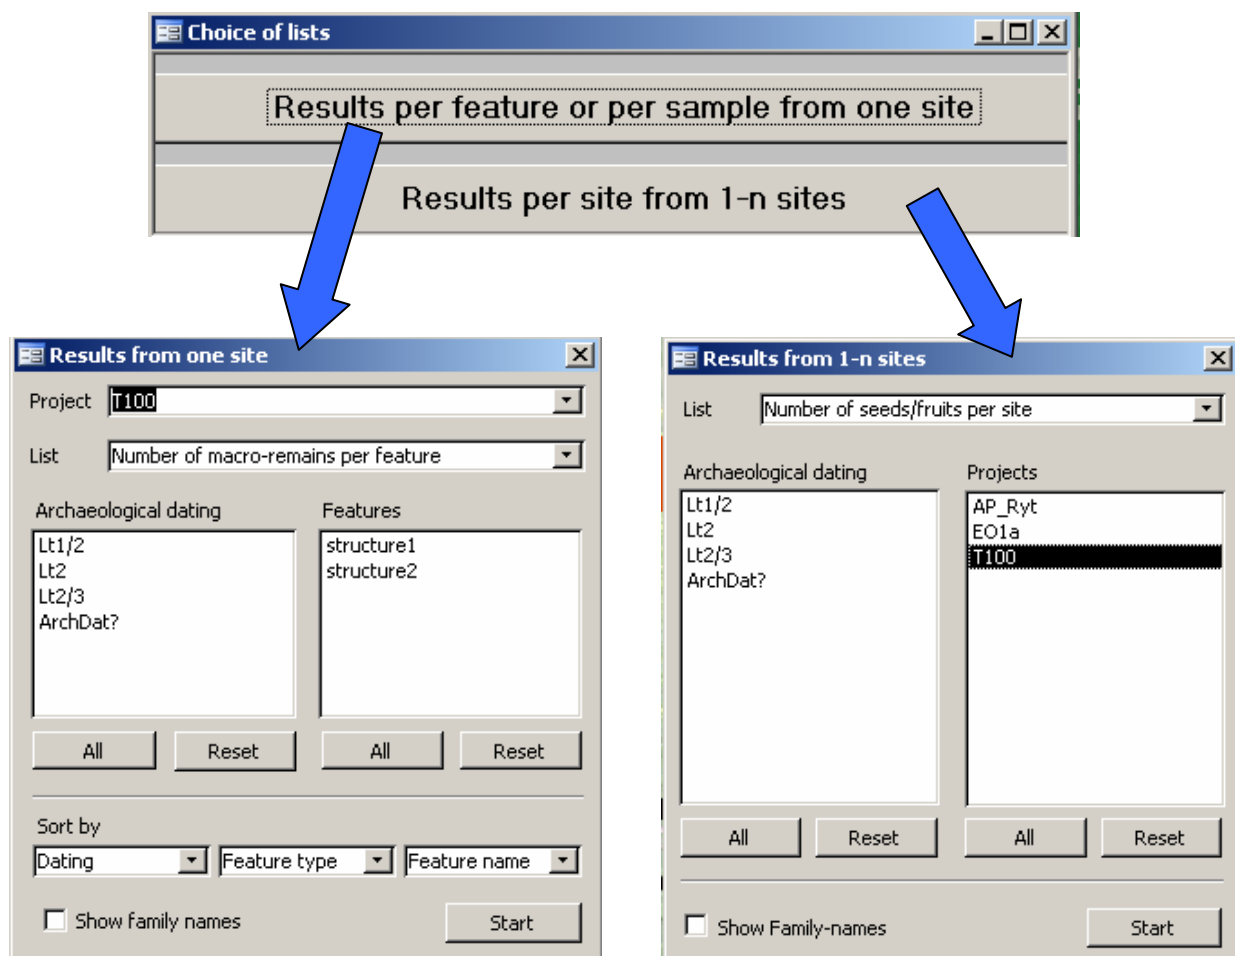 Choice of lists
Results per feature or per sample from one site
Results per site from 1-n sites
Results from one site
Project T100
List Number of macro-remains per feature
Archaeological dating Features
Lt1/2 structure1
Lt2 structure2
Lt2/3
ArchDat?
All Reset All Reset
Sort by
Dating Feature type Feature name
Show family names Start
Results from 1-n sites
List Number of seeds/fruits per site
Archaeological dating Projects
Lt1/2 AP_Ryt
Lt2 EO1a
Lt2/3 T100
ArchDat?
All Reset All Reset
Show Family-names Start